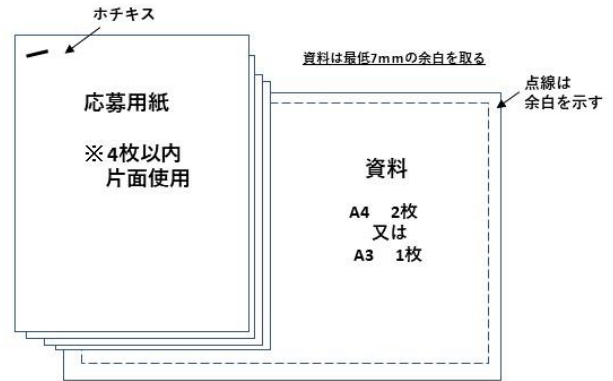 ホチキス
資料は最低7mmの余白を取る
点線は
余白を示す
応募用紙
※4枚以内
片面使用
資料
A4 2枚
又は
A3 1枚